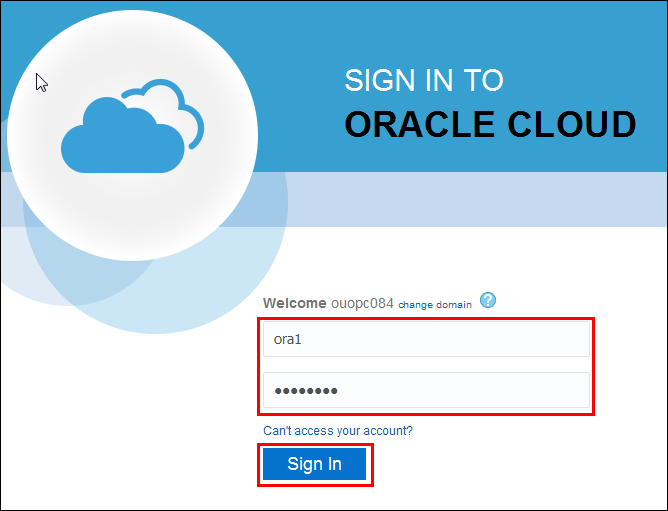 SIGN IN TO
ORACLE CLOUD
Welcome ouopc084 change domain ?
ora1
••••••••
Can't access your account?
Sign In